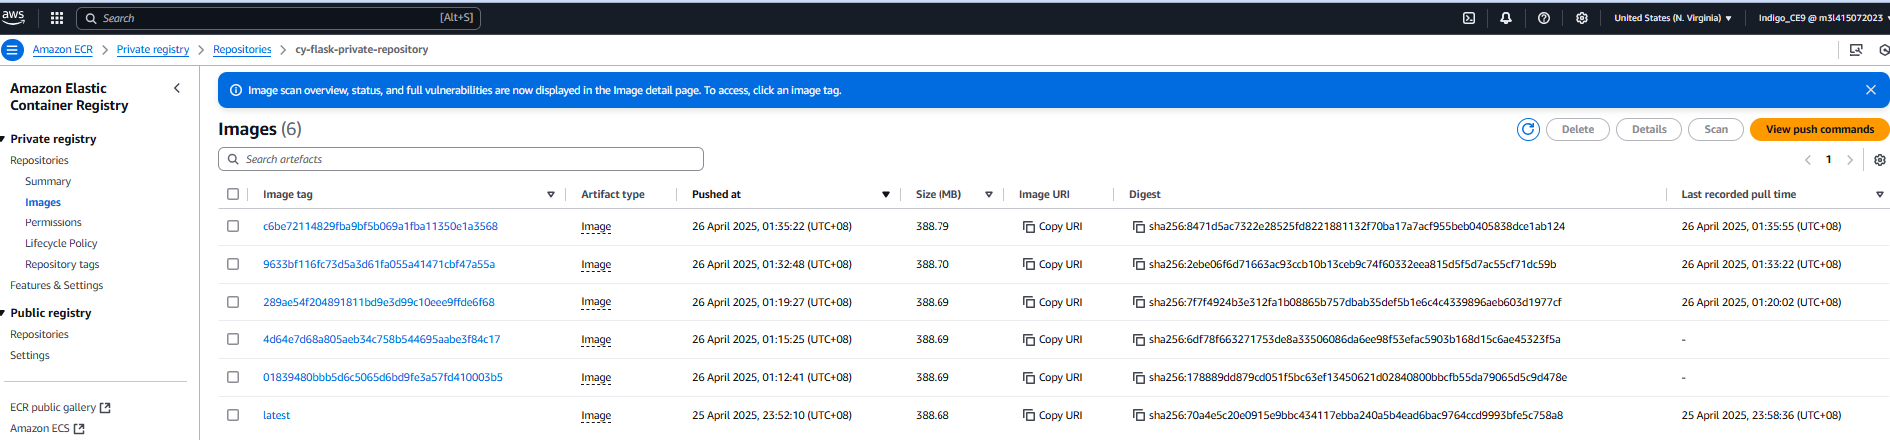 aws Search [Alt+S] United States (N. Virginia) Indigo_CE9 @ m3l415072023
Amazon ECR Private registry Repositories cy-flask-private-repository
Amazon Elastic
Container Registry
Private registry
Repositories
Summary
Images
Permissions
Lifecycle Policy
Repository tags
Features & Settings
Public registry
Repositories
Settings
ECR public gallery
Amazon ECS
Image scan overview, status, and full vulnerabilities are now displayed in the Image detail page. To access, click an image tag.
Images (6) Delete Details Scan View push commands
Search artefacts 1
Image tag Artifact type Pushed at Size (MB) Image URI Digest Last recorded pull time
c6be72114829fba9bf5b069a1fba11350e1a3568 Image 26 April 2025, 01:35:22 (UTC+08) 388.79 Copy URI sha256:8471d5ac7322e28525fd8221881132f70ba17a7acf955beb0405838dce1ab124 26 April 2025, 01:35:55 (UTC+08)
9633bf116fc73d5a3d61fa055a41471cbf47a55a Image 26 April 2025, 01:32:48 (UTC+08) 388.70 Copy URI sha256:2ebe06f6d71663ac93ccb10b13ceb9c74f60332eea815d5f5d7ac55cf71dc59b 26 April 2025, 01:33:22 (UTC+08)
289ae54f204891811bd9e3d99c10eee9ffde6f68 Image 26 April 2025, 01:19:27 (UTC+08) 388.69 Copy URI sha256:7f7f4924b3e312fa1b08865b757dbab35def5b1e6c4c4339896aeb603d1977cf 26 April 2025, 01:20:02 (UTC+08)
4d64e7d68a805aeb34c758b544695aabe3f84c17 Image 26 April 2025, 01:15:25 (UTC+08) 388.69 Copy URI sha256:6df78f663271753de8a33506086da6ee98f53efac5903b168d15c6ae45323f5a -
01839480bbb5d6c5065d6bd9fe3a57fd410003b5 Image 26 April 2025, 01:12:41 (UTC+08) 388.69 Copy URI sha256:178889dd879cd051f5bc63ef13450621d02840800bbcfb55da79065d5c9d478e -
latest Image 25 April 2025, 23:52:10 (UTC+08) 388.68 Copy URI sha256:70a4e5c20e0915e9bbc434117ebba240a5b4ead6bac9764ccd9993bfe5c758a8 25 April 2025, 23:58:36 (UTC+08)